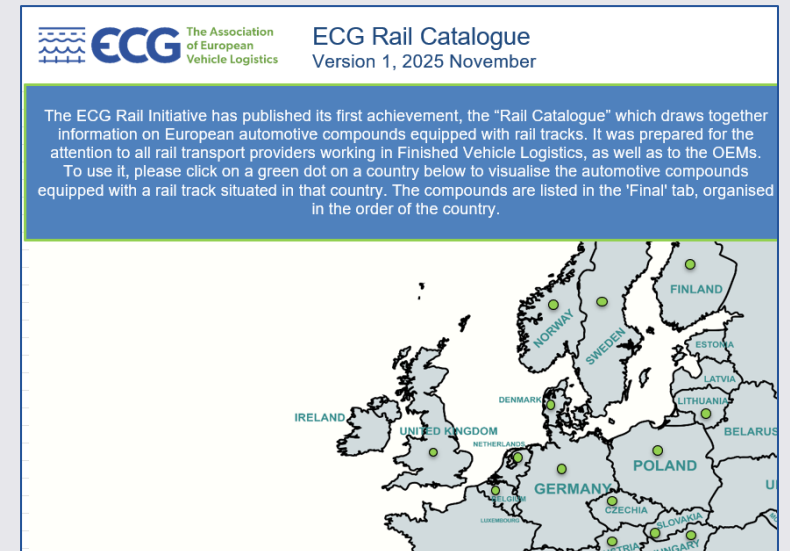 ECG
The Association
of European
Vehicle Logistics
ECG Rail Catalogue
Version 1, 2025 November
The ECG Rail Initiative has published its first achievement, the “Rail Catalogue” which draws together
information on European automotive compounds equipped with rail tracks. It was prepared for the
attention to all rail transport providers working in Finished Vehicle Logistics, as well as to the OEMs.
To use it, please click on a green dot on a country below to visualise the automotive compounds
equipped with a rail track situated in that country. The compounds are listed in the 'Final' tab, organised
in the order of the country.
FINLAND
NORWAY
SWEDEN
ESTONIA
LATVIA
LITHUANIA
DENMARK
IRELAND
UNITED KINGDOM
BELARUS
NETHERLANDS
POLAND
GERMANY
BELGIUM
CZECHIA
LUXEMBOURG
SLOVAKIA